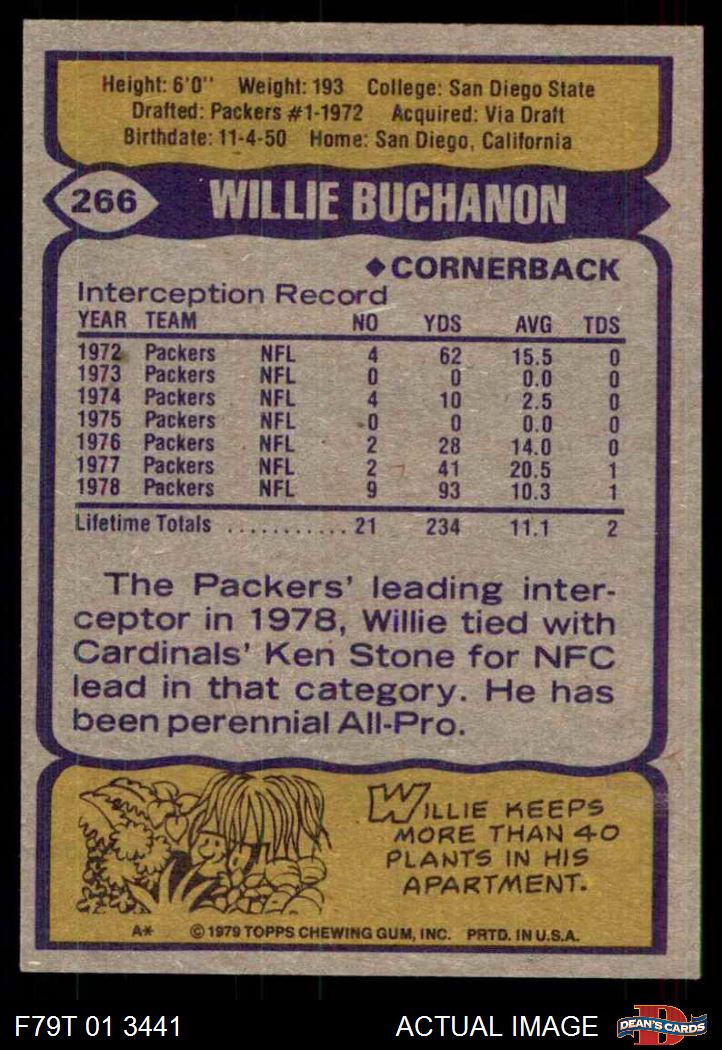 Height: 6'0" Weight: 193 College: San Diego State
Drafted: Packers #1-1972 Acquired: Via Draft
Birthdate: 11-4-50 Home: San Diego, California
266 WILLIE BUCHANON
◆CORNERBACK
Interception Record
YEAR TEAM NO YDS AVG TDS
1972 Packers NFL 4 62 15.5 0
1973 Packers NFL 0 0 0.0 0
1974 Packers NFL 4 10 2.5 0
1975 Packers NFL 0 0 0.0 0
1976 Packers NFL 2 28 14.0 0
1977 Packers NFL 2 41 20.5 1
1978 Packers NFL 9 93 10.3 1
Lifetime Totals ........... 21 234 11.1 2
The Packers' leading inter-
ceptor in 1978, Willie tied with
Cardinals' Ken Stone for NFC
lead in that category. He has
been perennial All-Pro.
WILLIE KEEPS
MORE THAN 40
PLANTS IN HIS
APARTMENT.
A* © 1979 TOPPS CHEWING GUM, INC. PRTD. IN U.S.A.
F79T 01 3441 ACTUAL IMAGE D DEAN'S CARDS